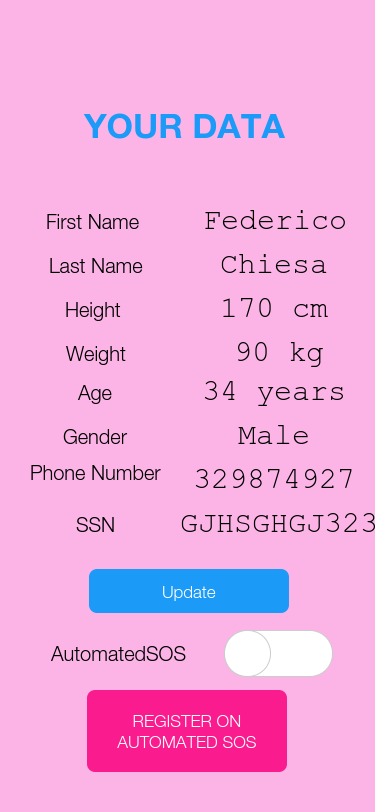 YOUR DATA
First Name Federico
Last Name Chiesa
Height 170 cm
Weight 90 kg
Age 34 years
Gender Male
Phone Number 329874927
SSN GJHSGHGJ323
Update
AutomatedSOS
REGISTER ON
AUTOMATED SOS